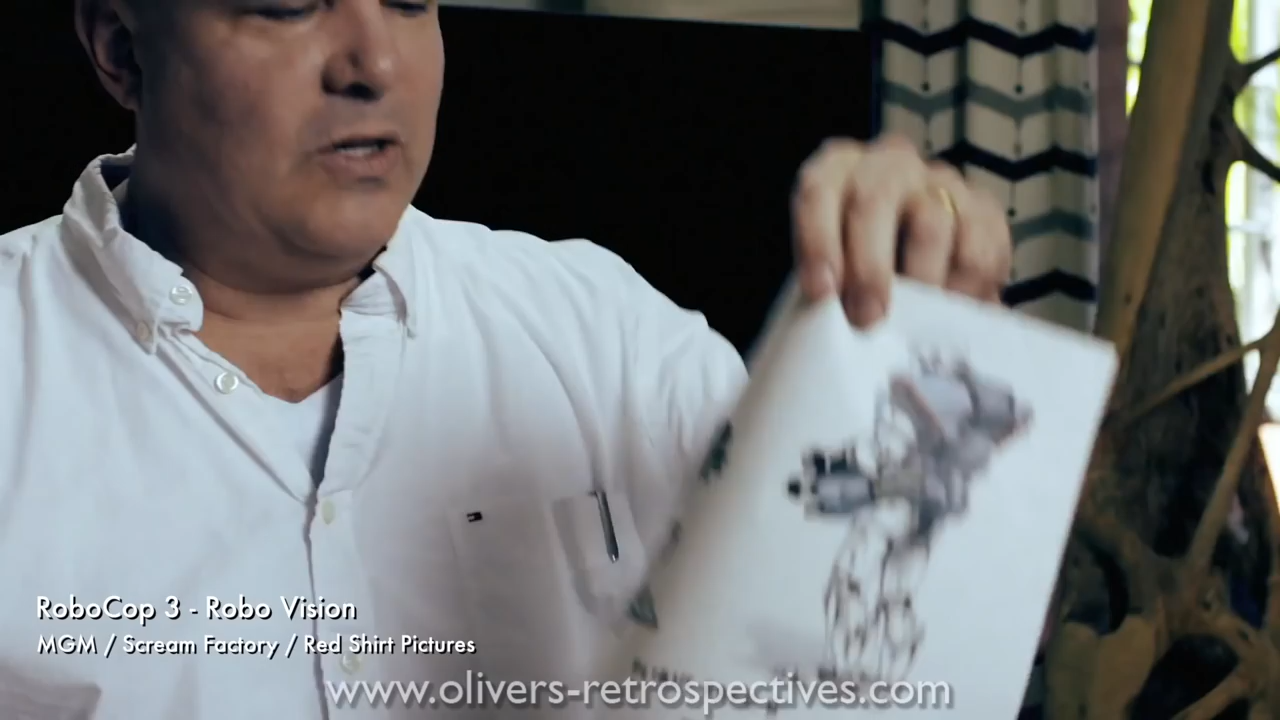 RoboCop 3 - Robo Vision
MGM / Scream Factory / Red Shirt Pictures
www.olivers-retrospectives.com